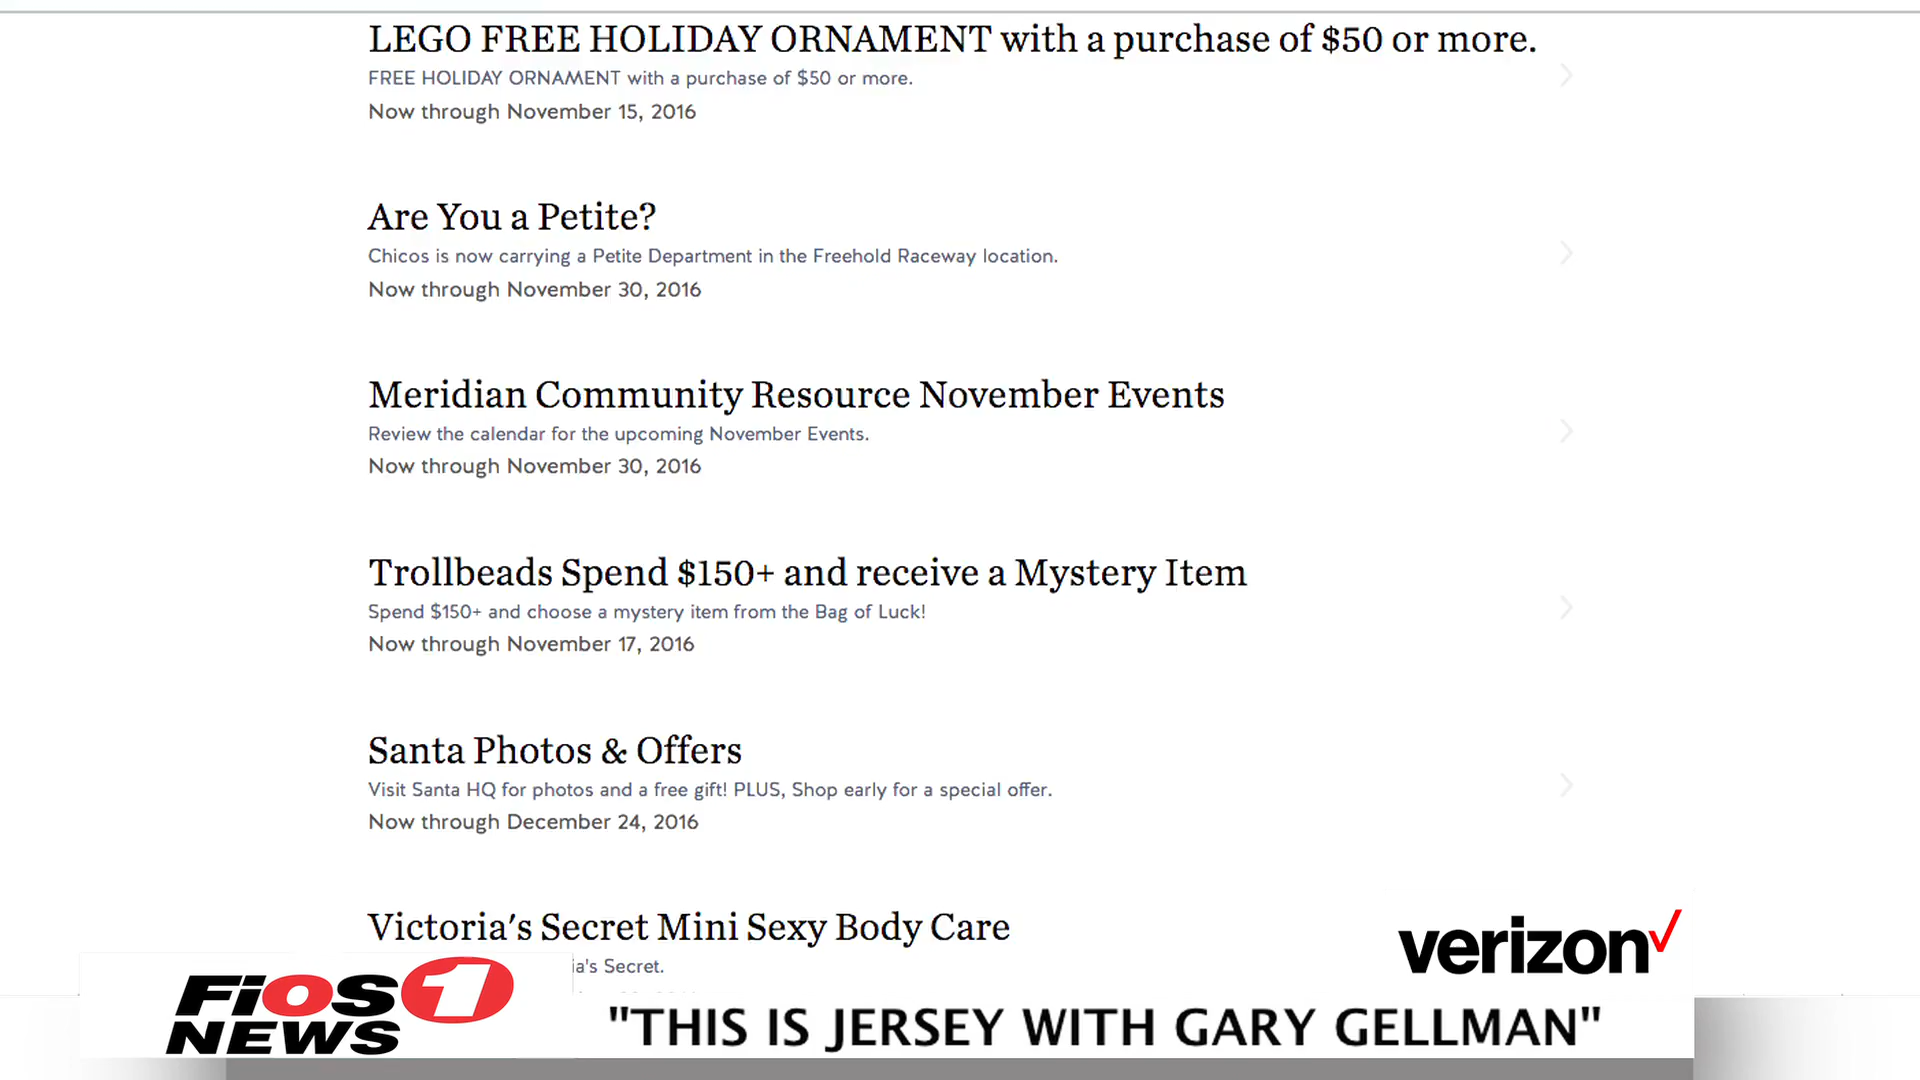 LEGO FREE HOLIDAY ORNAMENT with a purchase of $50 or more.
FREE HOLIDAY ORNAMENT with a purchase of $50 or more.
Now through November 15, 2016
Are You a Petite?
Chicos is now carrying a Petite Department in the Freehold Raceway location.
Now through November 30, 2016
Meridian Community Resource November Events
Review the calendar for the upcoming November Events.
Now through November 30, 2016
Trollbeads Spend $150+ and receive a Mystery Item
Spend $150+ and choose a mystery item from the Bag of Luck!
Now through November 17, 2016
Santa Photos & Offers
Visit Santa HQ for photos and a free gift! PLUS, Shop early for a special offer.
Now through December 24, 2016
Victoria's Secret Mini Sexy Body Care
ia's Secret.
verizon
FiOS 1
NEWS
"THIS IS JERSEY WITH GARY GELLMAN"